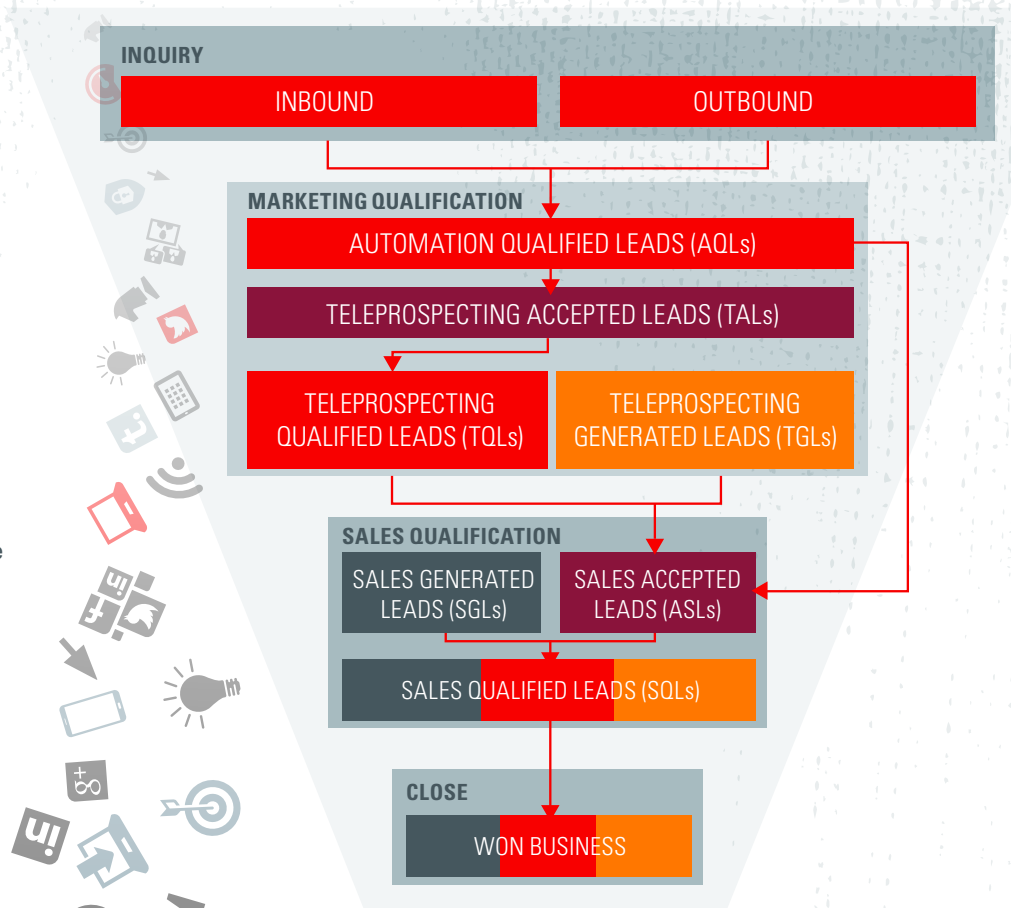 INQUIRY
INBOUND
OUTBOUND
MARKETING QUALIFICATION
AUTOMATION QUALIFIED LEADS (AQLs)
TELEPROSPECTING ACCEPTED LEADS (TALs)
TELEPROSPECTING
QUALIFIED LEADS (TQLs)
TELEPROSPECTING
GENERATED LEADS (TGLs)
SALES QUALIFICATION
SALES GENERATED
LEADS (SGLs)
SALES ACCEPTED
LEADS (ASLs)
SALES QUALIFIED LEADS (SQLs)
CLOSE
WON BUSINESS
e
in
t
g+
in